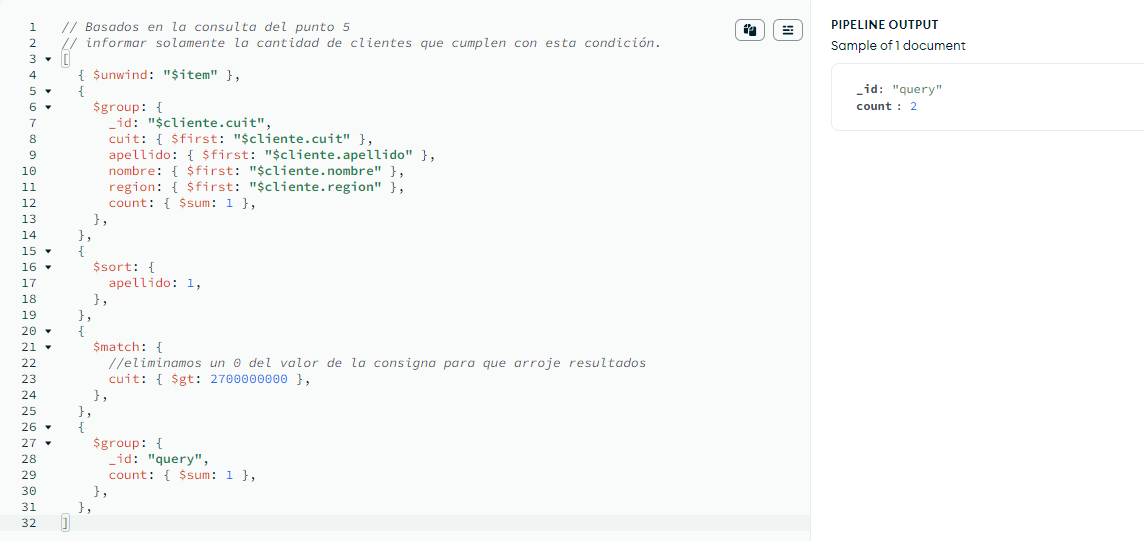 1 // Basados en la consulta del punto 5
2 // informar solamente la cantidad de clientes que cumplen con esta condición.
3 [
4 { $unwind: "$item" },
5 {
6 $group: {
7 _id: "$cliente.cuit",
8 cuit: { $first: "$cliente.cuit" },
9 apellido: { $first: "$cliente.apellido" },
10 nombre: { $first: "$cliente.nombre" },
11 region: { $first: "$cliente.region" },
12 count: { $sum: 1 },
13 },
14 },
15 {
16 $sort: {
17 apellido: 1,
18 },
19 },
20 {
21 $match: {
22 //eliminamos un 0 del valor de la consigna para que arroje resultados
23 cuit: { $gt: 2700000000 },
24 },
25 },
26 {
27 $group: {
28 _id: "query",
29 count: { $sum: 1 },
30 },
31 },
32 ]
PIPELINE OUTPUT
Sample of 1 document
_id: "query"
count : 2